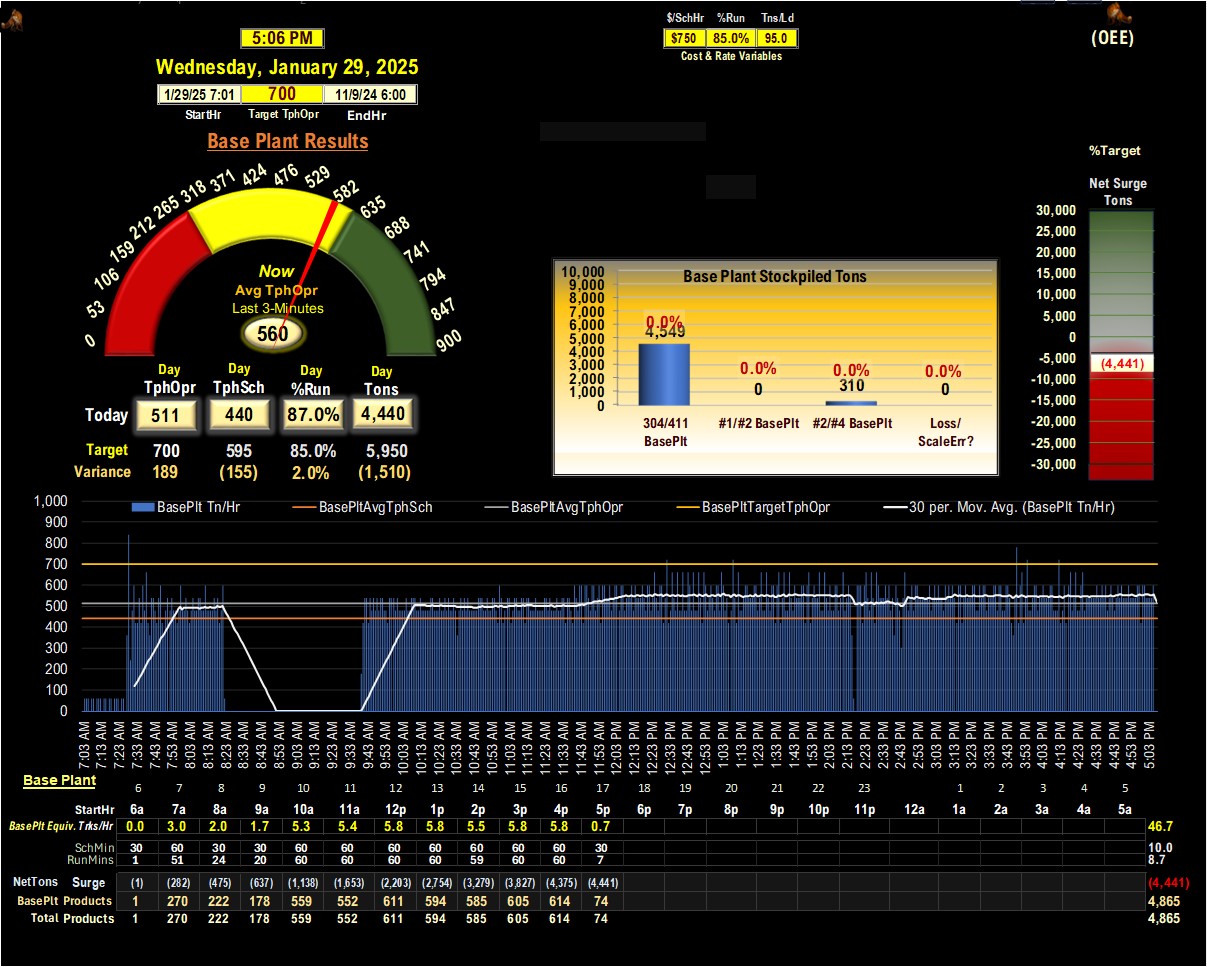 $/SchHr %Run Tns/Ld
5:06 PM
$750 85.0% 95.0
(OEE)
Cost & Rate Variables
Wednesday, January 29, 2025
1/29/25 7:01 700 11/9/24 6:00
StartHr Target TphOpr EndHr
Base Plant Results
%Target
Net Surge
Tons
0 53 106 159 212 265 318 371 424 476 529 582 635 688 741 794 847 900
Now
Avg TphOpr
Last 3-Minutes
560
30,000
25,000
20,000
15,000
10,000
5,000
0
-5,000
-10,000
-15,000
-20,000
-25,000
-30,000
(4,441)
Base Plant Stockpiled Tons
10,000
9,000
8,000
7,000
6,000
5,000
4,000
3,000
2,000
1,000
0
0.0% 0.0% 0.0% 0.0%
4,549 0 310 0
304/411 #1/#2 BasePlt #2/#4 BasePlt Loss/
BasePlt ScaleErr?
Day Day Day Day
TphOpr TphSch %Run Tons
Today 511 440 87.0% 4,440
Target 700 595 85.0% 5,950
Variance 189 (155) 2.0% (1,510)
BasePlt Tn/Hr BasePltAvgTphSch BasePltAvgTphOpr BasePltTargetTphOpr 30 per. Mov. Avg. (BasePlt Tn/Hr)
1,000
900
800
700
600
500
400
300
200
100
0
7:03 AM 7:13 AM 7:23 AM 7:33 AM 7:43 AM 7:53 AM 8:03 AM 8:13 AM 8:23 AM 8:33 AM 8:43 AM 8:53 AM 9:03 AM 9:13 AM 9:23 AM 9:33 AM 9:43 AM 9:53 AM 10:03 AM 10:13 AM 10:23 AM 10:33 AM 10:43 AM 10:53 AM 11:03 AM 11:13 AM 11:23 AM 11:33 AM 11:43 AM 11:53 AM 12:03 PM 12:13 PM 12:23 PM 12:33 PM 12:43 PM 12:53 PM 1:03 PM 1:13 PM 1:23 PM 1:33 PM 1:43 PM 1:53 PM 2:03 PM 2:13 PM 2:23 PM 2:33 PM 2:43 PM 2:53 PM 3:03 PM 3:13 PM 3:23 PM 3:33 PM 3:43 PM 3:53 PM 4:03 PM 4:13 PM 4:23 PM 4:33 PM 4:43 PM 4:53 PM 5:03 PM
Base Plant
6 7 8 9 10 11 12 13 14 15 16 17 18 19 20 21 22 23 1 2 3 4 5
StartHr 6a 7a 8a 9a 10a 11a 12p 1p 2p 3p 4p 5p 6p 7p 8p 9p 10p 11p 12a 1a 2a 3a 4a 5a
BasePlt Equiv. Trks/Hr 0.0 3.0 2.0 1.7 5.3 5.4 5.8 5.8 5.5 5.8 5.8 0.7 46.7
SchMin 30 60 30 30 60 60 60 60 60 60 60 30 10.0
RunMins 1 51 24 20 60 60 60 60 59 60 60 7 8.7
NetTons Surge (1) (282) (475) (637) (1,138) (1,653) (2,203) (2,754) (3,279) (3,827) (4,375) (4,441) (4,441)
BasePlt Products 1 270 222 178 559 552 611 594 585 605 614 74 4,865
Total Products 1 270 222 178 559 552 611 594 585 605 614 74 4,865